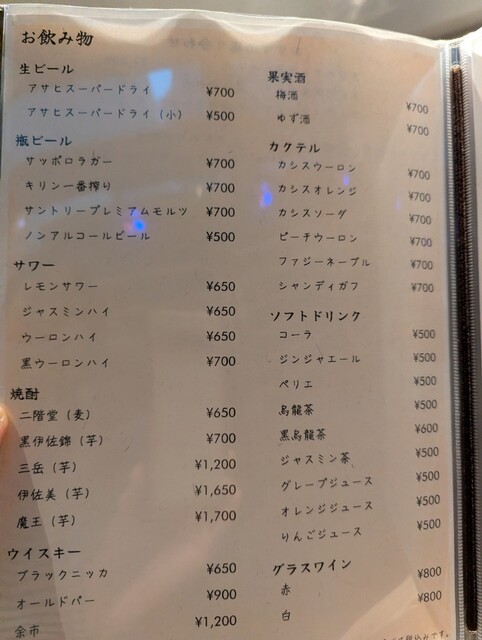 お飲み物
生ビール
アサヒスーパードライ ¥700
アサヒスーパードライ（小） ¥500
瓶ビール
サッポロラガー ¥700
キリン一番搾り ¥700
サントリープレミアムモルツ ¥700
ノンアルコールビール ¥500
サワー
レモンサワー ¥650
ジャスミンハイ ¥650
ウーロンハイ ¥650
黒ウーロンハイ ¥700
焼酎
二階堂（麦） ¥650
黒伊佐錦（芋） ¥700
三岳（芋） ¥1,200
伊佐美（芋） ¥1,650
魔王（芋） ¥1,700
ウイスキー
ブラックニッカ ¥650
オールドパー ¥900
余市 ¥1,200
果実酒
梅酒 ¥700
ゆず酒 ¥700
カクテル
カシスウーロン ¥700
カシスオレンジ ¥700
カシスソーダ ¥700
ピーチウーロン ¥700
ファジーネーブル ¥700
シャンディガフ ¥700
ソフトドリンク
コーラ ¥500
ジンジャエール ¥500
ペリエ ¥500
烏龍茶 ¥500
黒烏龍茶 ¥600
ジャスミン茶 ¥500
グレープジュース ¥500
オレンジジュース ¥500
りんごジュース ¥500
グラスワイン
赤 ¥800
白 ¥800
税込みです。